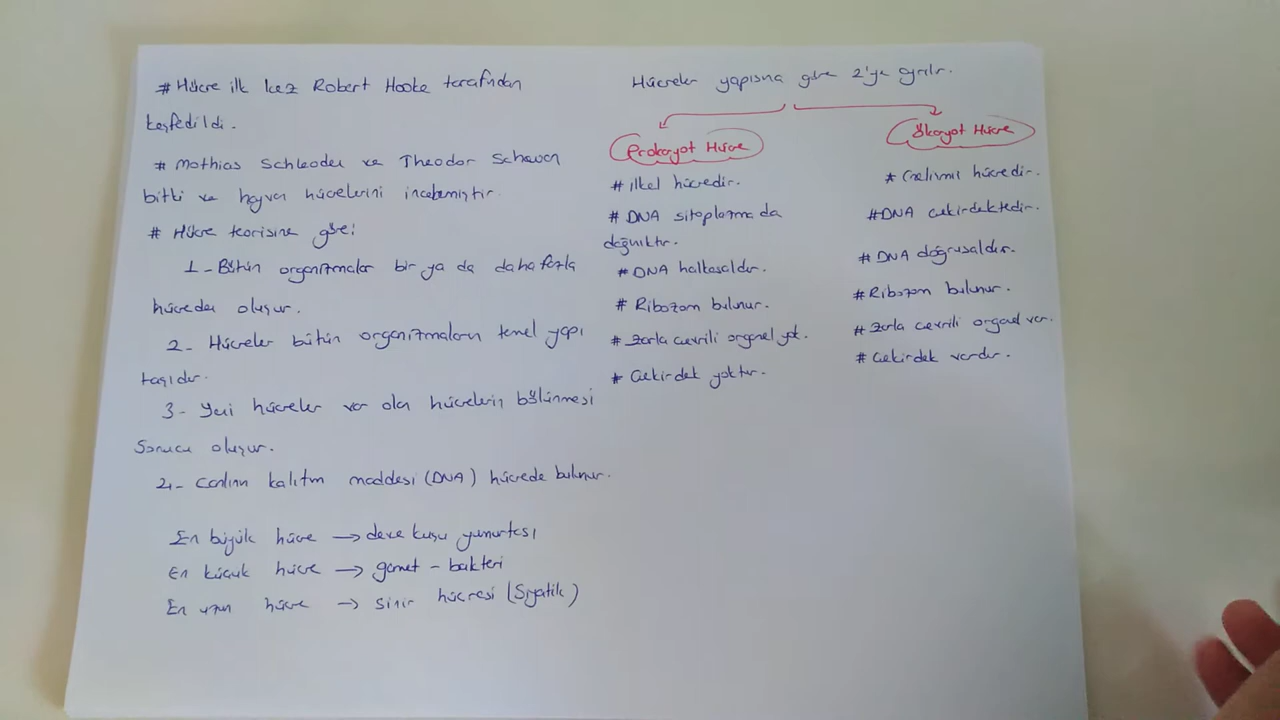 # Hücre ilk kez Robert Hooke tarafından
keşfedildi.
# Mathias Schleiden ve Theodor Schwan
bitki ve hayvan hücrelerini incelemiştir.
# Hücre teorisine göre;
1- Bütün organizmalar bir ya da daha fazla
hücreden oluşur.
2- Hücreler bütün organizmaların temel yapı
taşıdır.
3- Yeni hücreler var olan hücrelerin bölünmesi
sonucu oluşur.
4- Canlının kalıtım maddesi (DNA) hücrede bulunur.
En büyük hücre → deve kuşu yumurtası
En küçük hücre → gamet - bakteri
En uzun hücre → sinir hücresi (Siyatik)
Hücreler yapısına göre 2'ye ayrılır.
Prokaryot Hücre
# ilkel hücredir.
# DNA sitoplazmada
dağınıktır.
# DNA halkasaldır.
# Ribozom bulunur.
# Zarla çevrili organel yok.
# Çekirdek yoktur.
Ökaryot Hücre
# Gelişmiş hücredir.
# DNA çekirdektedir.
# DNA doğrusaldır.
# Ribozom bulunur.
# Zarla çevrili organel var.
# Çekirdek vardır.